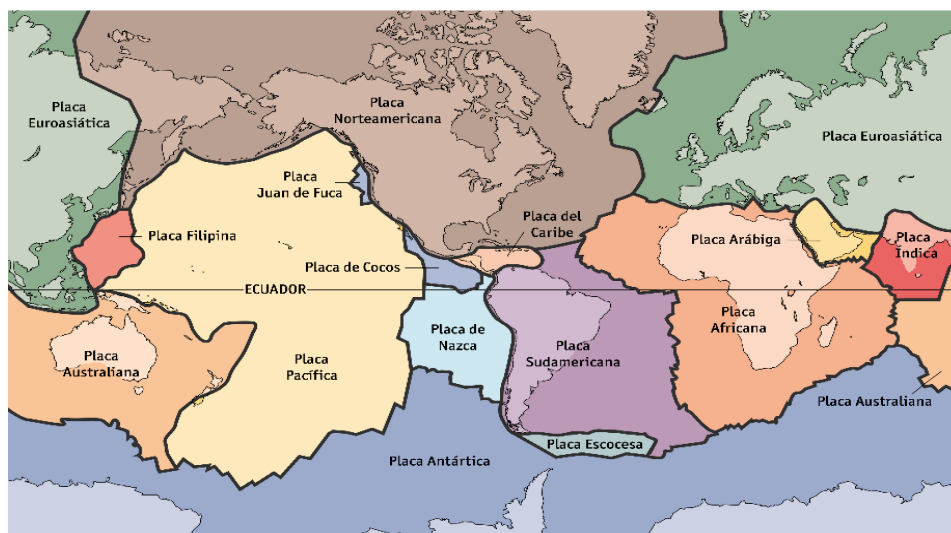 Placa
Euroasiática
Placa
Norteamericana
Placa Euroasiática
Placa
Juan de Fuca
Placa Filipina
Placa del
Caribe
Placa Arábiga
Placa
Índica
Placa de Cocos
ECUADOR
Placa
Australiana
Placa
Pacífica
Placa de
Nazca
Placa
Sudamericana
Placa
Africana
Placa Australiana
Placa Escocesa
Placa Antártica